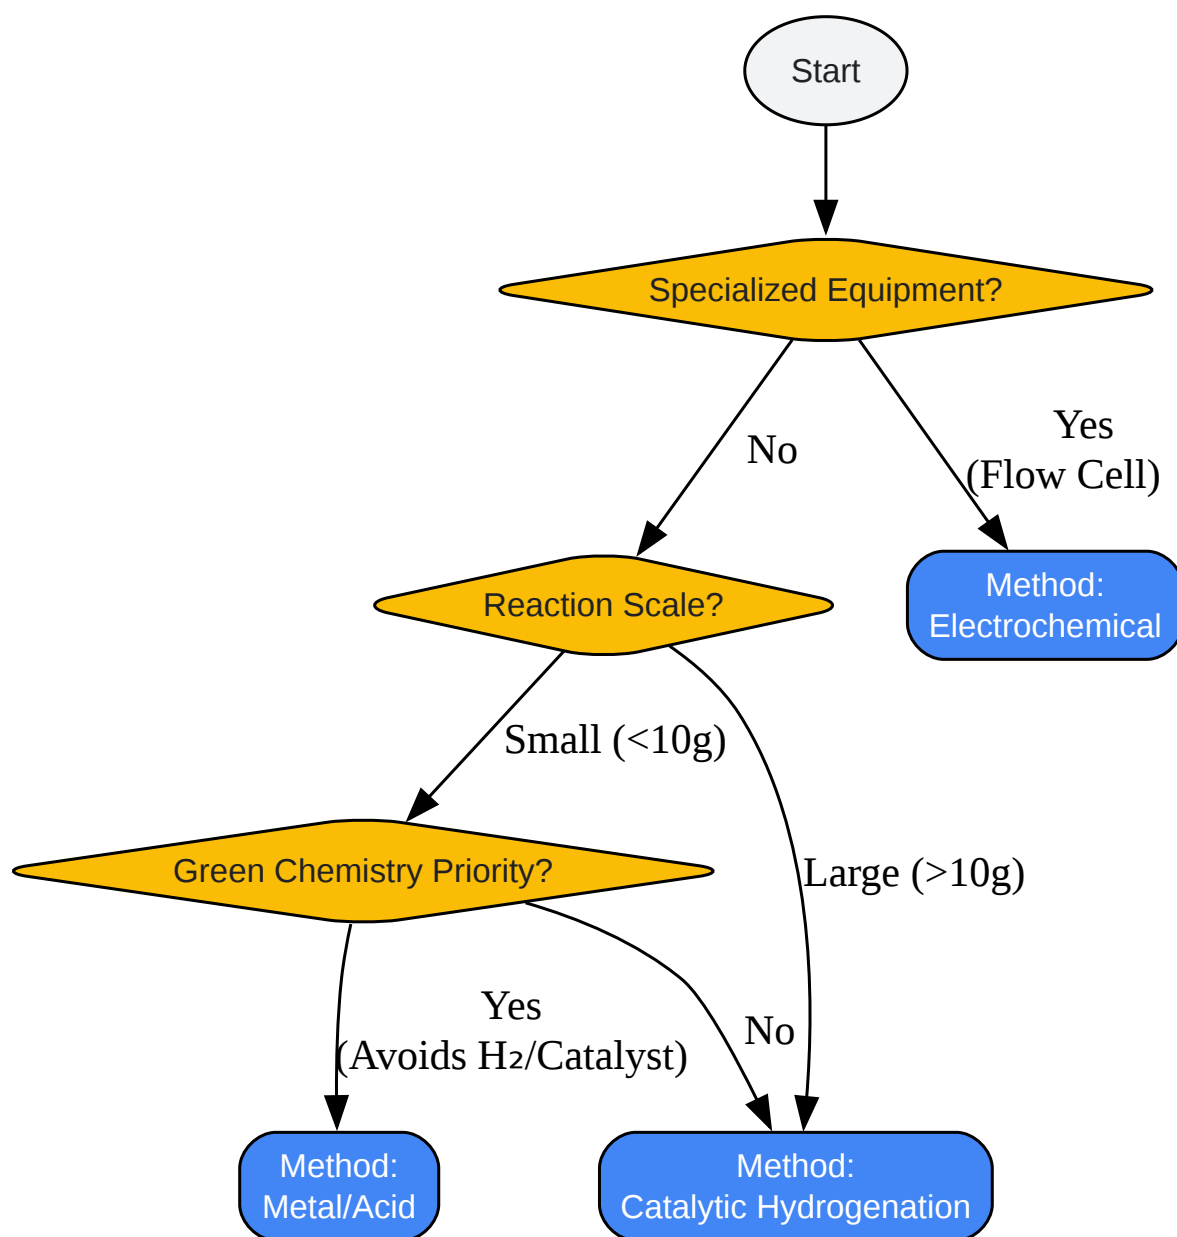 Start
Specialized Equipment?
No
Yes
(Flow Cell)
Reaction Scale?
Method:
Electrochemical
Small (<10g)
Large (>10g)
Green Chemistry Priority?
Yes
(Avoids H₂/Catalyst)
No
Method:
Metal/Acid
Method:
Catalytic Hydrogenation